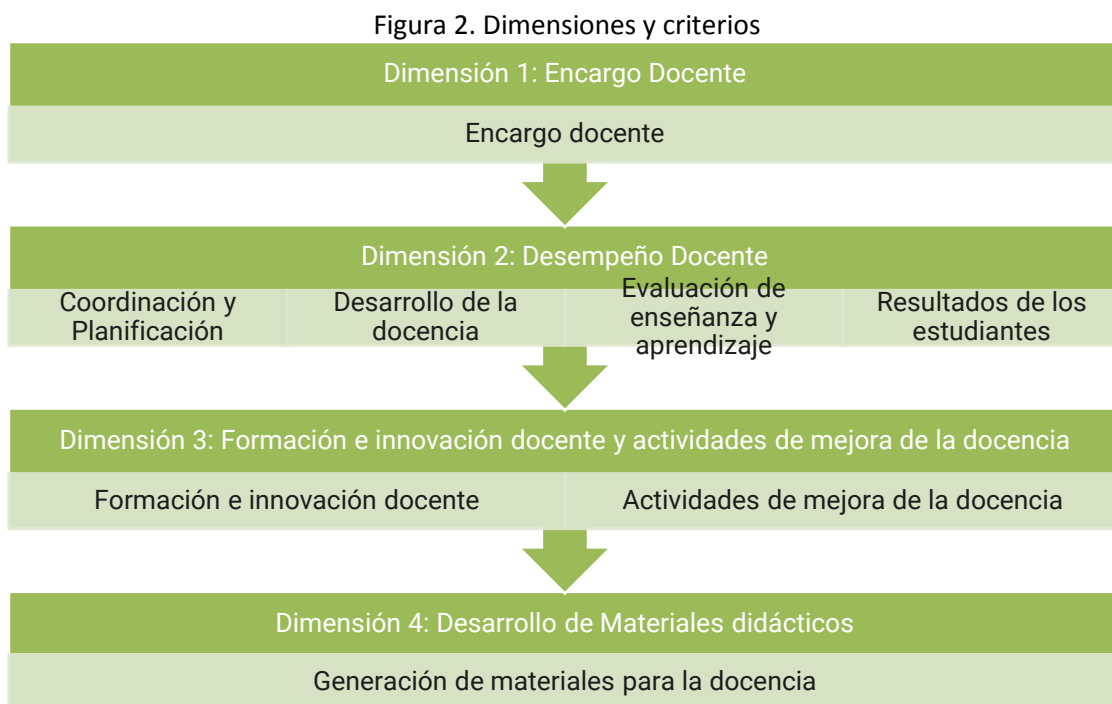 Figura 2. Dimensiones y criterios
Dimensión 1: Encargo Docente
Encargo docente
Dimensión 2: Desempeño Docente
Coordinación y
Planificación
Desarrollo de la
docencia
Evaluación de
enseñanza y
aprendizaje
Resultados de los
estudiantes
Dimensión 3: Formación e innovación docente y actividades de mejora de la docencia
Formación e innovación docente
Actividades de mejora de la docencia
Dimensión 4: Desarrollo de Materiales didácticos
Generación de materiales para la docencia